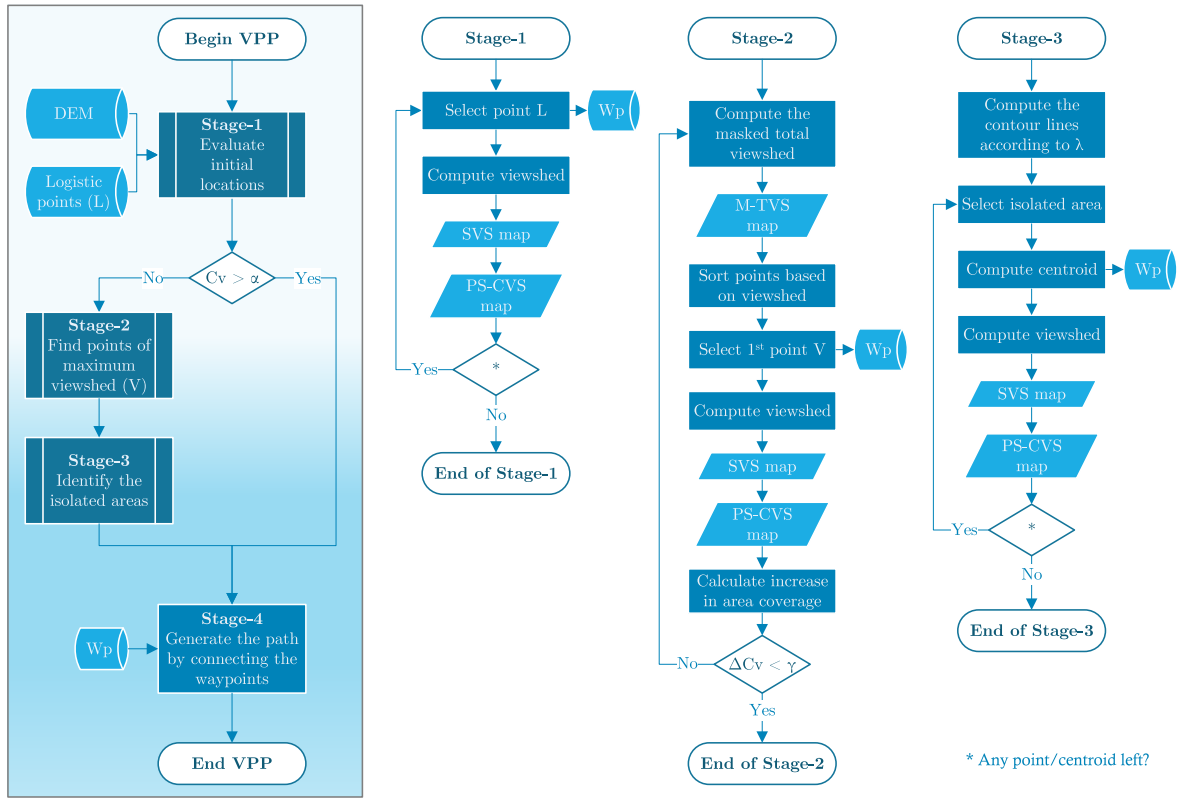 Begin VPP
DEM
Logistic
points (L)
Stage-1
Evaluate
initial
locations
Cv > α
No
Yes
Stage-2
Find points of
maximum
viewshed (V)
Stage-3
Identify the
isolated areas
Wp
Stage-4
Generate the path
by connecting the
waypoints
End VPP
Stage-1
Select point L
Wp
Compute viewshed
SVS map
PS-CVS
map
*
Yes
No
End of Stage-1
Stage-2
Compute the
masked total
viewshed
M-TVS
map
Sort points based
on viewshed
Select 1st point V
Wp
Compute viewshed
SVS map
PS-CVS
map
Calculate increase
in area coverage
ΔCv < γ
No
Yes
End of Stage-2
Stage-3
Compute the
contour lines
according to λ
Select isolated area
Compute centroid
Wp
Compute viewshed
SVS map
PS-CVS
map
*
Yes
No
End of Stage-3
* Any point/centroid left?